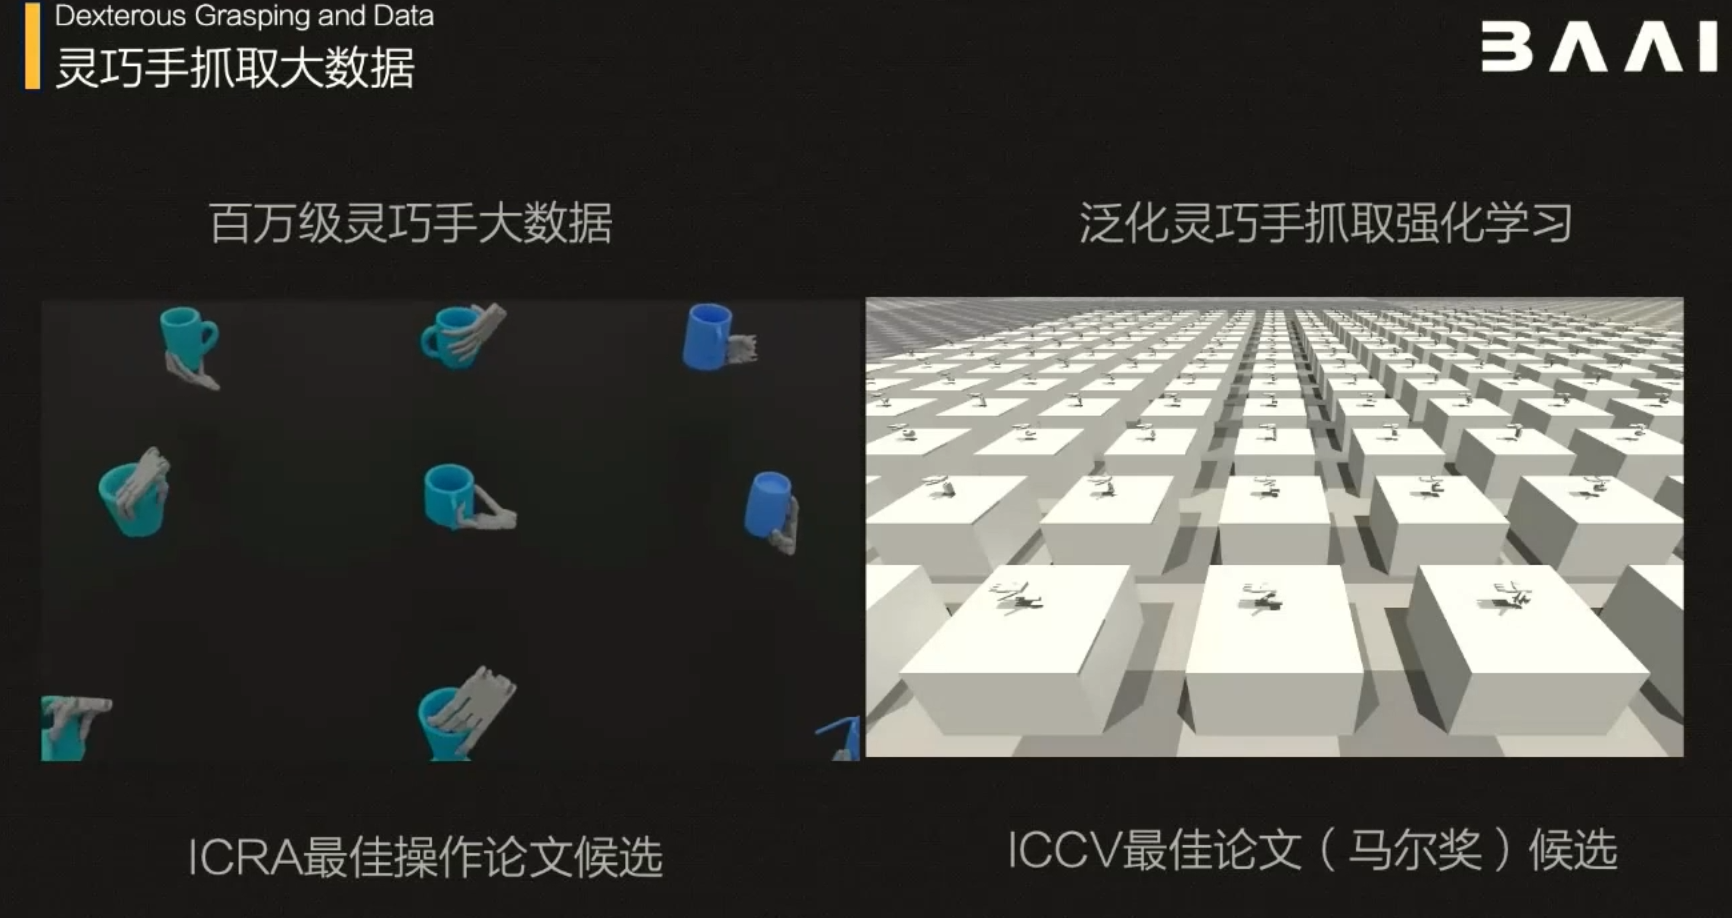 Dexterous Grasping and Data
灵巧手抓取大数据
BAAI
百万级灵巧手大数据
泛化灵巧手抓取强化学习
ICRA最佳操作论文候选
ICCV最佳论文（马尔奖）候选